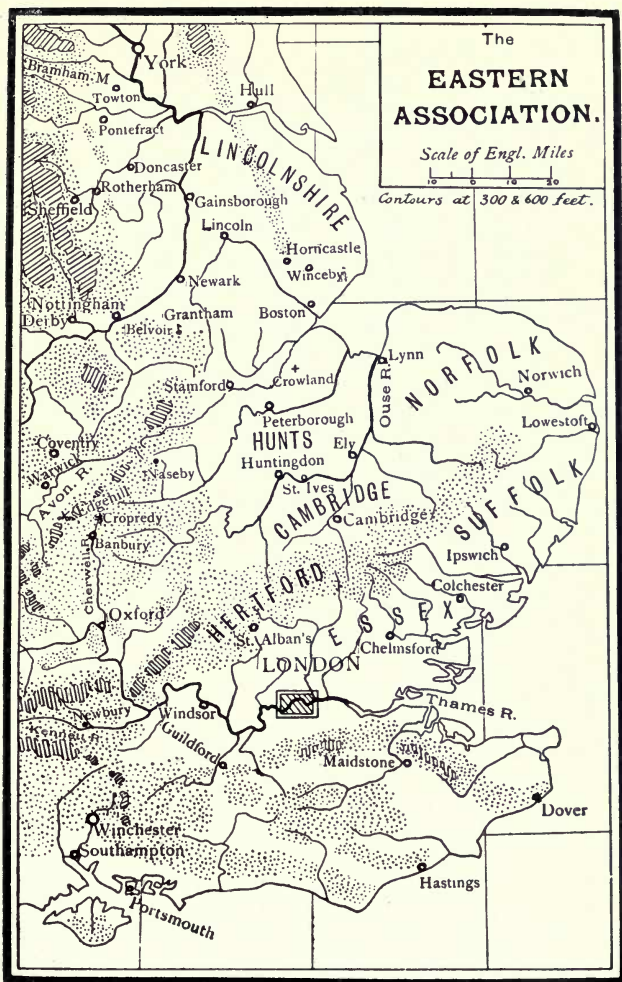 The
EASTERN
ASSOCIATION.
Scale of Engl. Miles
10 10 30
Contours at 300 & 600 feet.
York
Bramham. M
Towton
Hull
Pontefract
LINCOLNSHIRE
Doncaster
Rotherham
Sheffield
Gainsborough
Lincoln
Horncastle
Winceby
Newark
Nottingham
Grantham
Boston
Derby
Belvoir
Lynn
NORFOLK
Stamford
Crowland
Ouse R.
Norwich
Peterborough
Lowestoft
HUNTS
Ely
Coventry
Huntingdon
Warwick
Naseby
St. Ives
SUFFOLK
Avon R.
CAMBRIDGE
Edgehill
Cropredy
Cambridge
Banbury
Ipswich
Cherwell R.
HERTFORD
Colchester
Oxford
ESSEX
St. Alban's
Chelmsford
LONDON
Thames R.
Newbury
Windsor
Kennet R.
Guildford
Maidstone
Dover
Winchester
Southampton
Hastings
Portsmouth